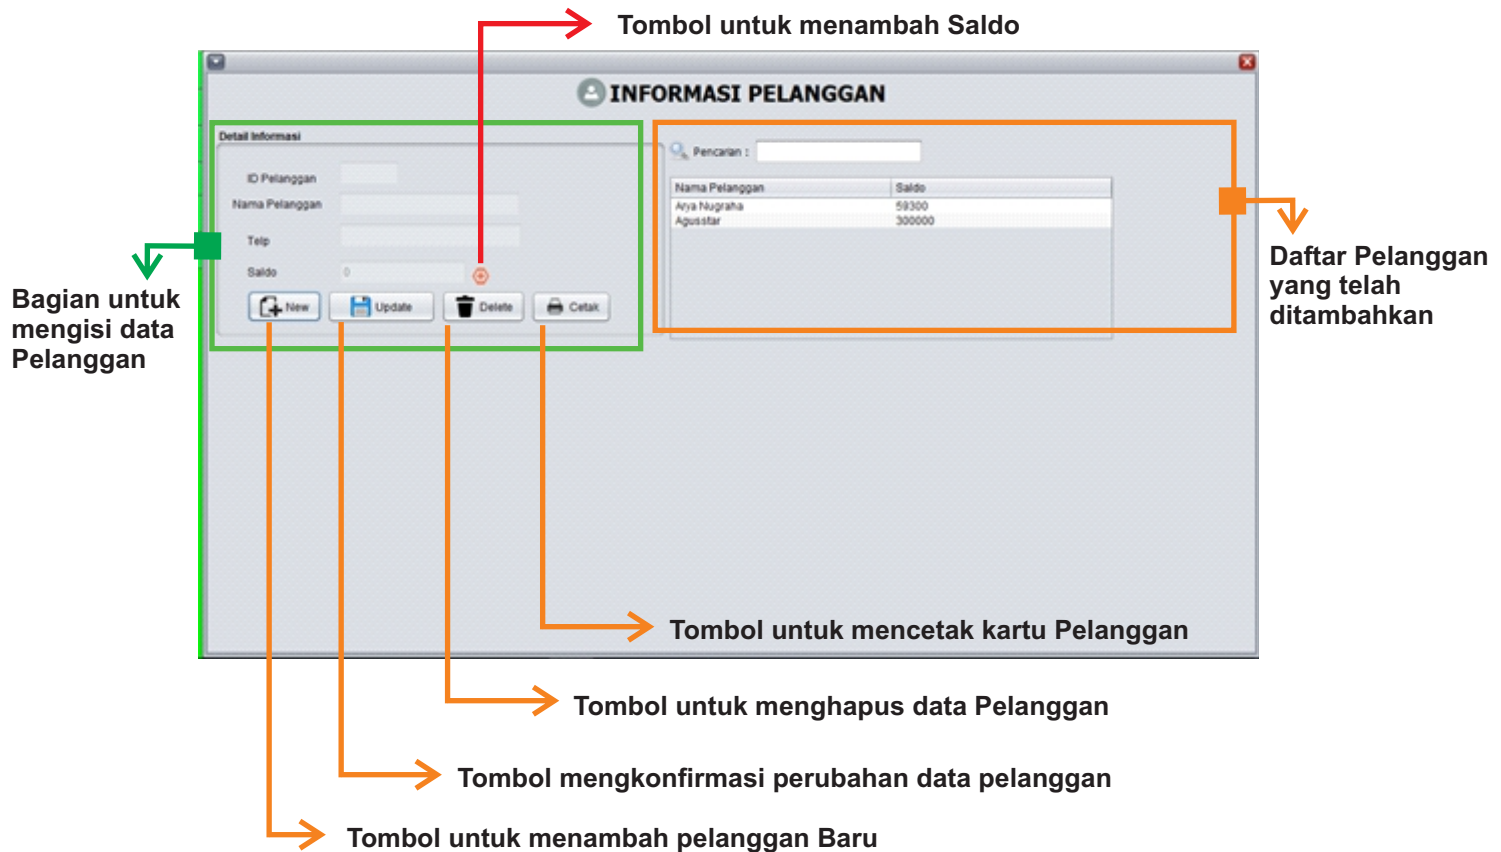 Tombol untuk menambah Saldo
INFORMASI PELANGGAN
Detail Informasi
ID Pelanggan
Nama Pelanggan
Telp
Saldo
0
New
Update
Delete
Cetak
Pencarian :
Nama Pelanggan
Saldo
Arya Nugraha
59300
Agusstar
300000
Bagian untuk
mengisi data
Pelanggan
Daftar Pelanggan
yang telah
ditambahkan
Tombol untuk mencetak kartu Pelanggan
Tombol untuk menghapus data Pelanggan
Tombol mengkonfirmasi perubahan data pelanggan
Tombol untuk menambah pelanggan Baru